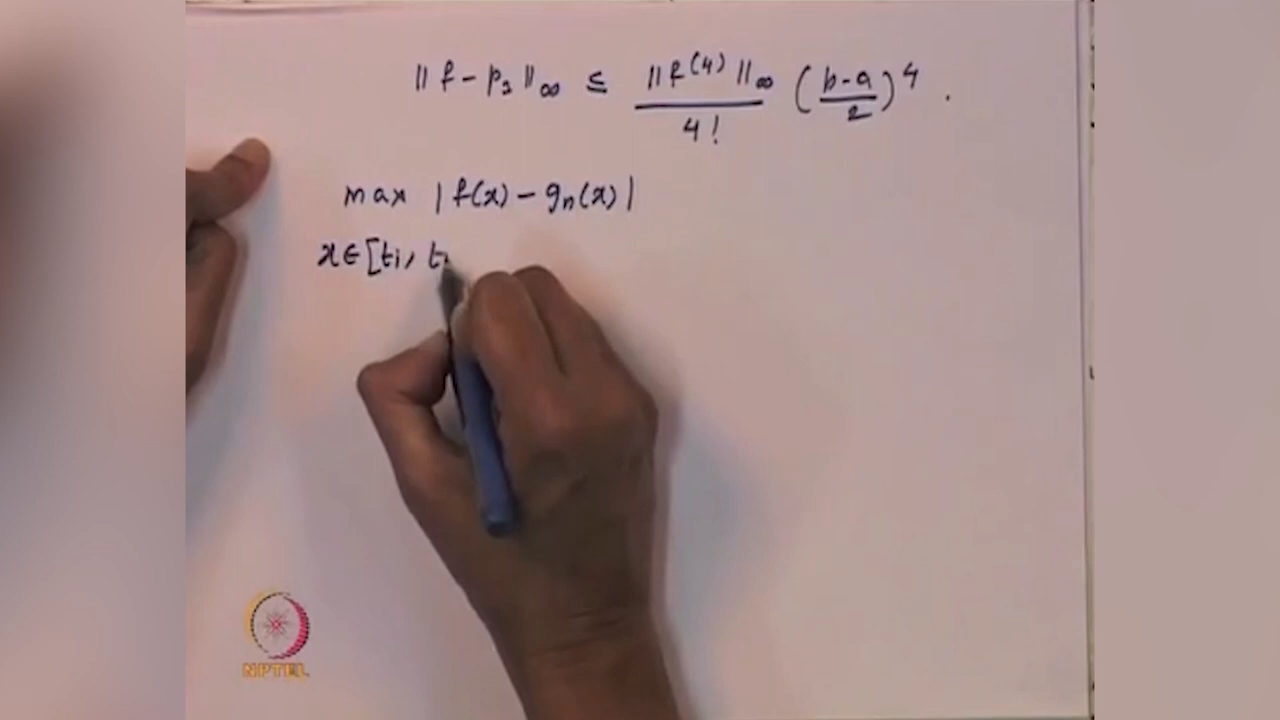 ‖f - p₃‖∞ ≤ ‖f⁽⁴⁾‖∞ / 4! ((b-a)/2)⁴.
max |f(x) - gₙ(x)|
x∈[ti, t
NPTEL